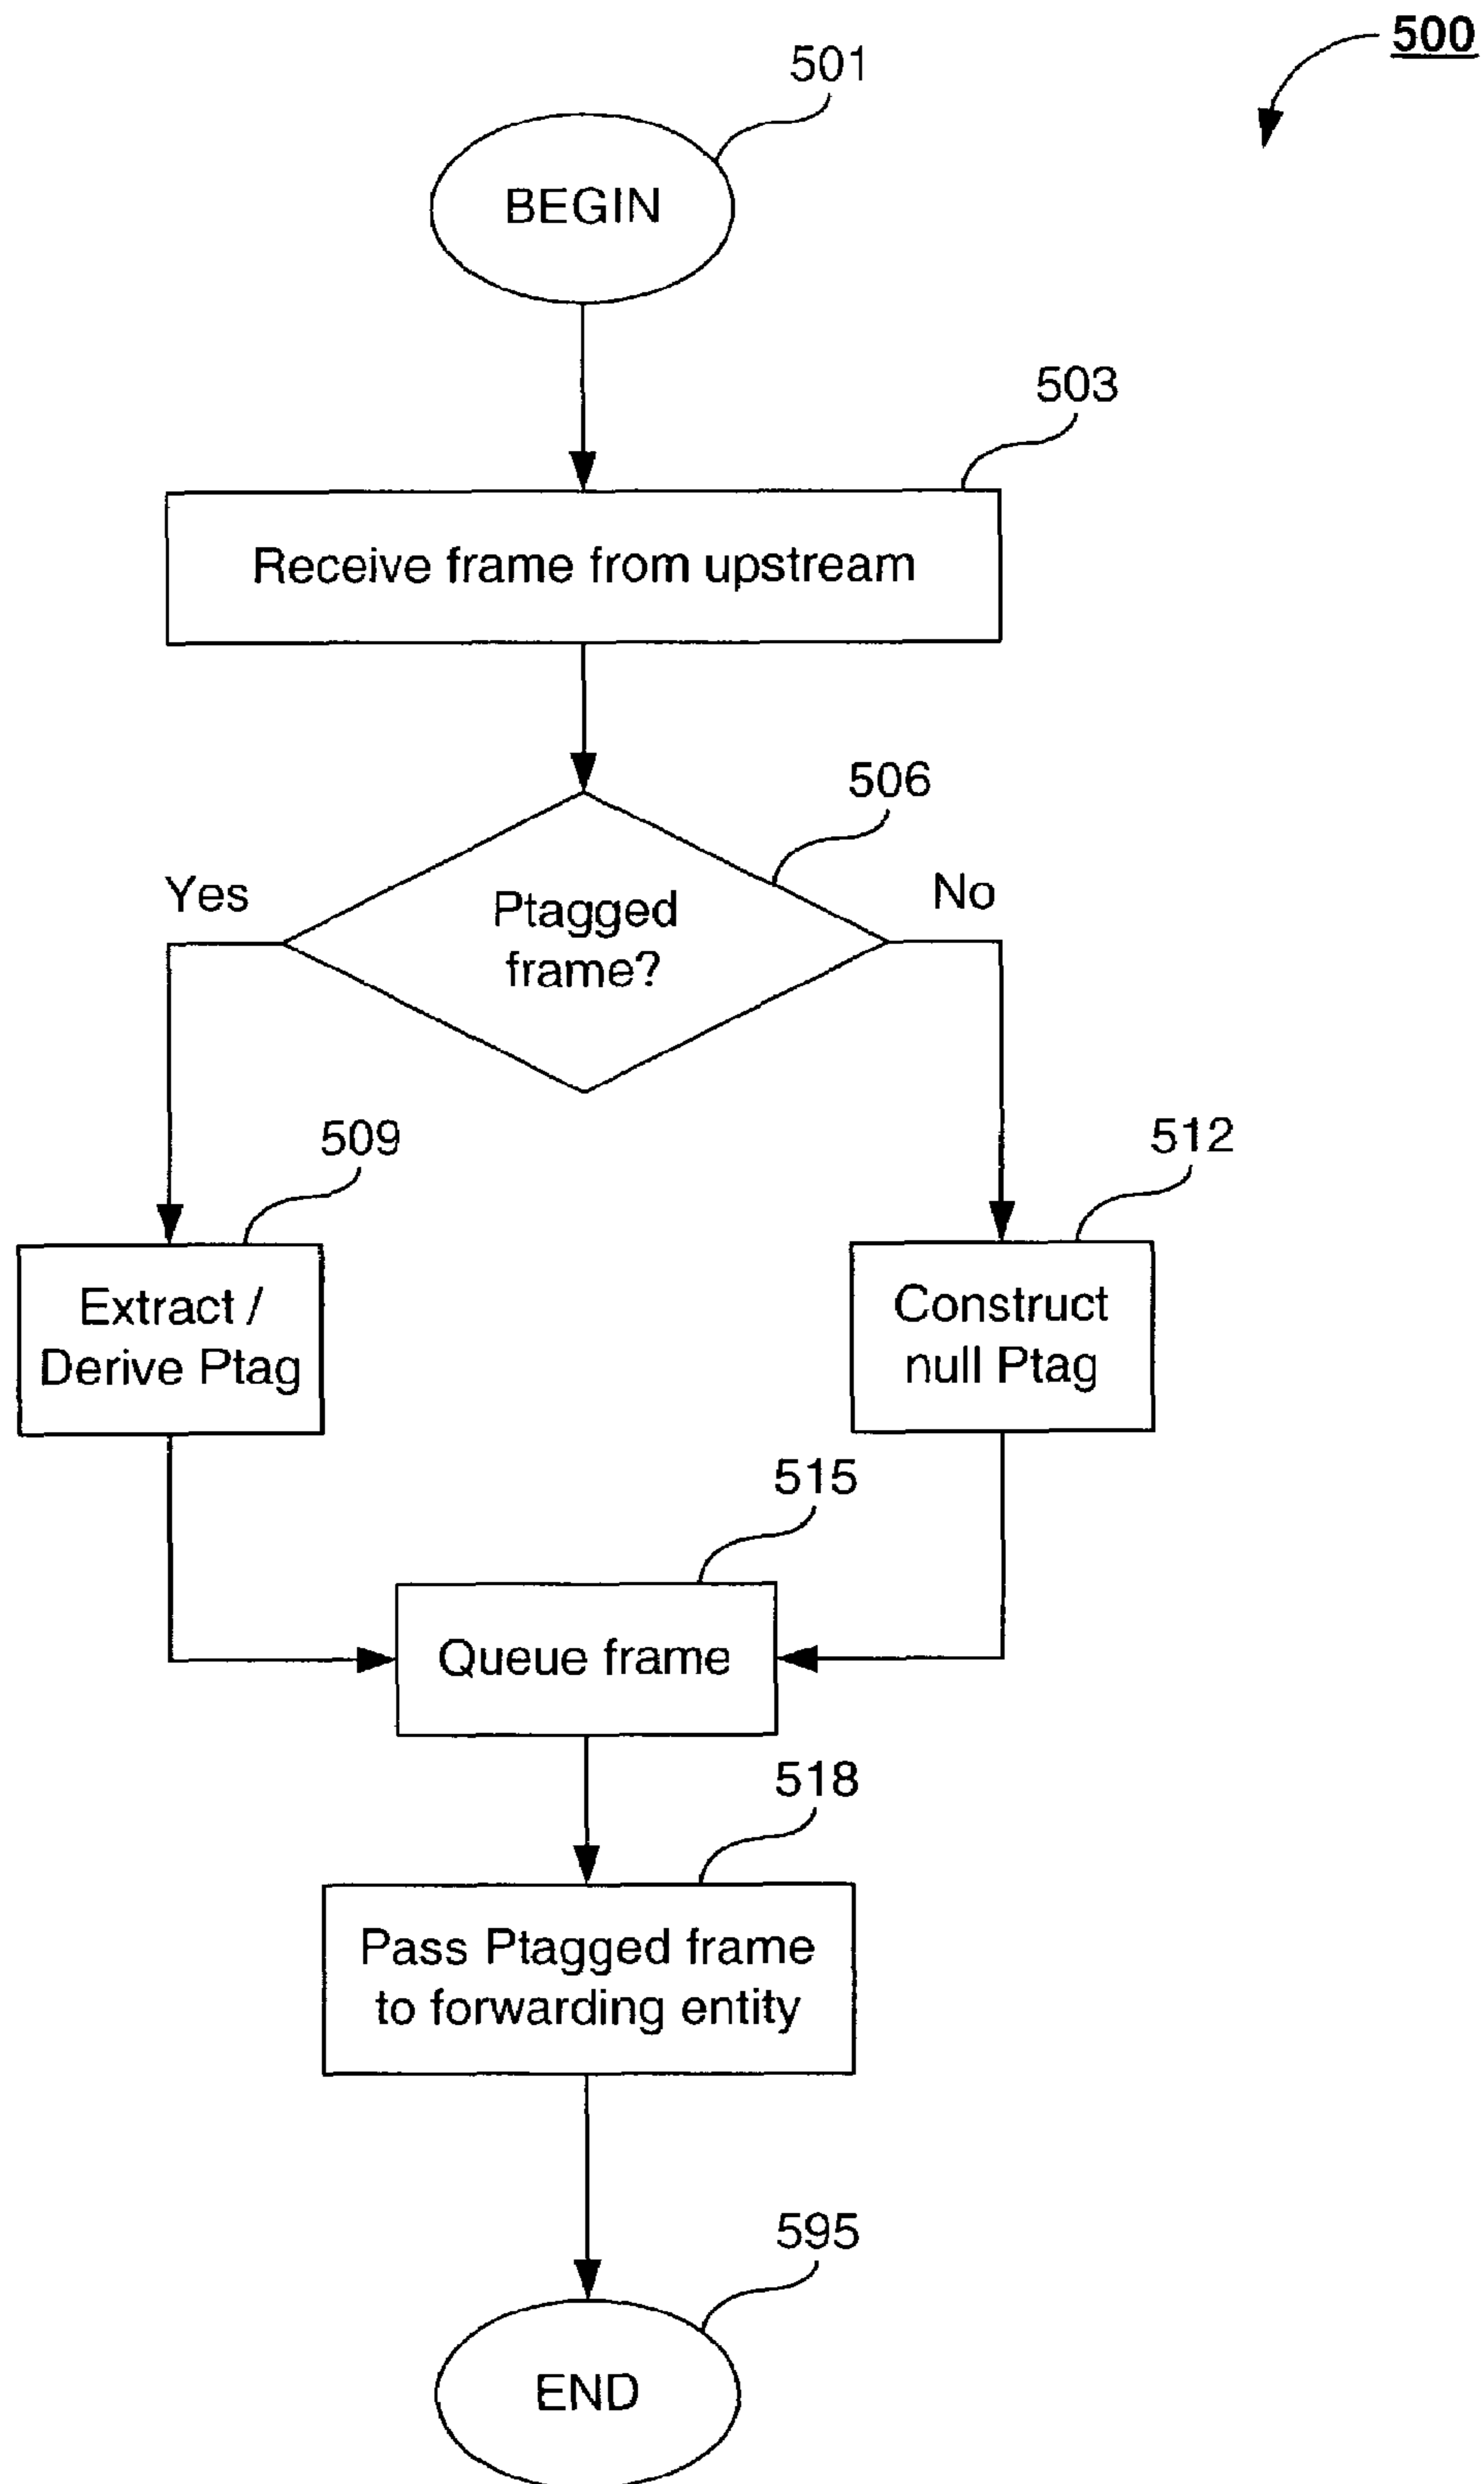 500
501
BEGIN
503
Receive frame from upstream
506
Yes
Ptagged
frame?
No
509
Extract /
Derive Ptag
512
Construct
null Ptag
515
Queue frame
518
Pass Ptagged frame
to forwarding entity
595
END